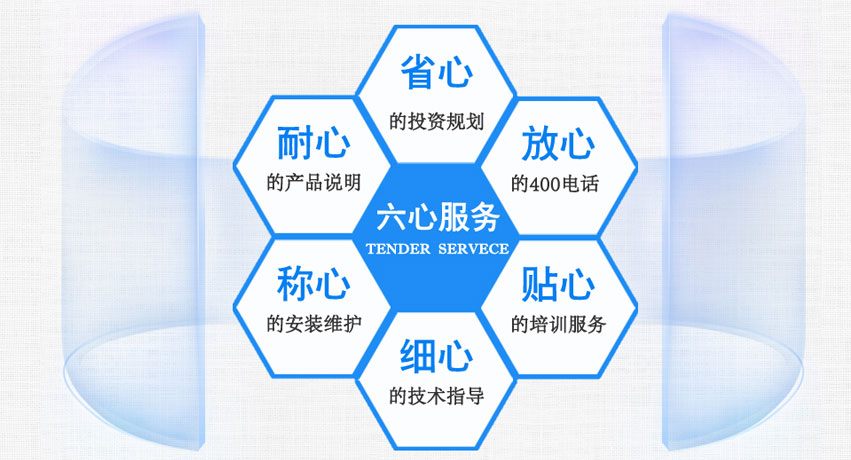 省心
的投资规划
耐心
的产品说明
放心
的400电话
六心服务
TENDER SERVECE
称心
的安装维护
贴心
的培训服务
细心
的技术指导